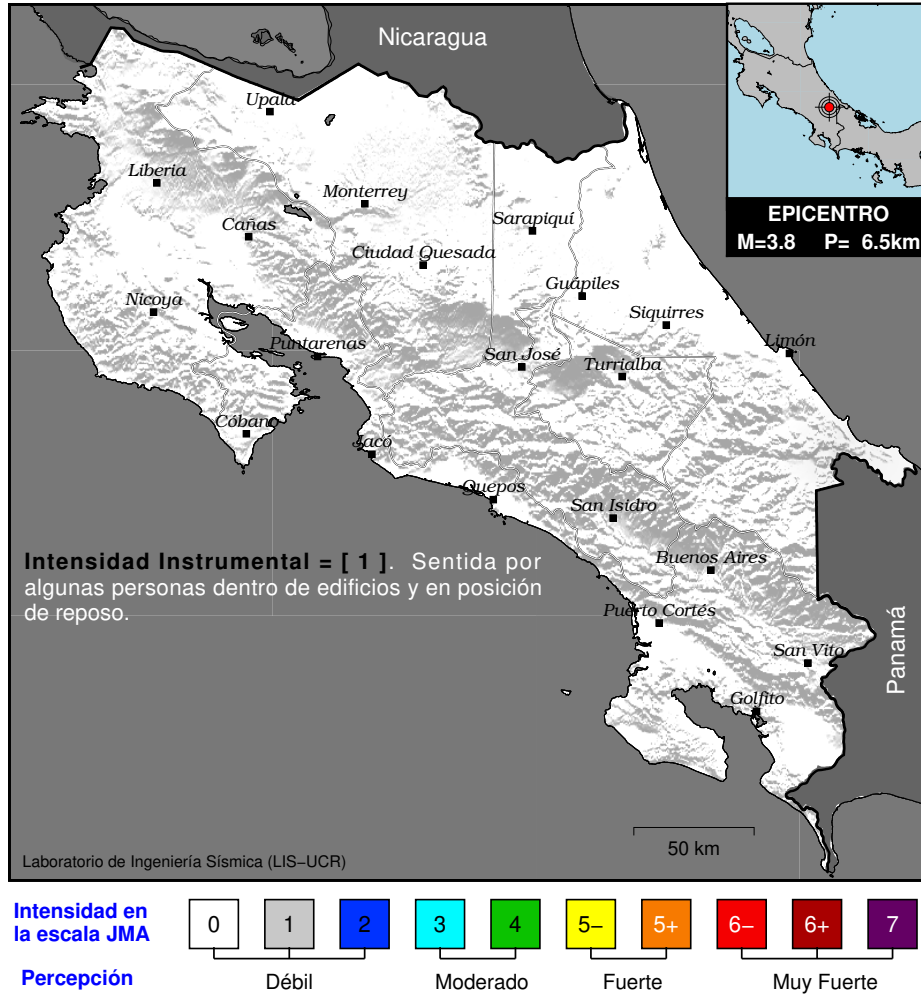 Nicaragua
Upala
Liberia
Monterrey
Cañas
Sarapiquí
Ciudad Quesada
Nicoya
Guápiles
Siquirres
Puntarenas
San José
Limón
Turrialba
Cóbano
Jacó
Quepos
San Isidro
Buenos Aires
Puerto Cortés
San Vito
Golfito
Panamá
EPICENTRO
M=3.8 P= 6.5km
Intensidad Instrumental = [ 1 ]. Sentida por
algunas personas dentro de edificios y en posición
de reposo.
50 km
Laboratorio de Ingeniería Sísmica (LIS–UCR)
Intensidad en
la escala JMA
0 1 2 3 4 5– 5+ 6– 6+ 7
Percepción
Débil Moderado Fuerte Muy Fuerte